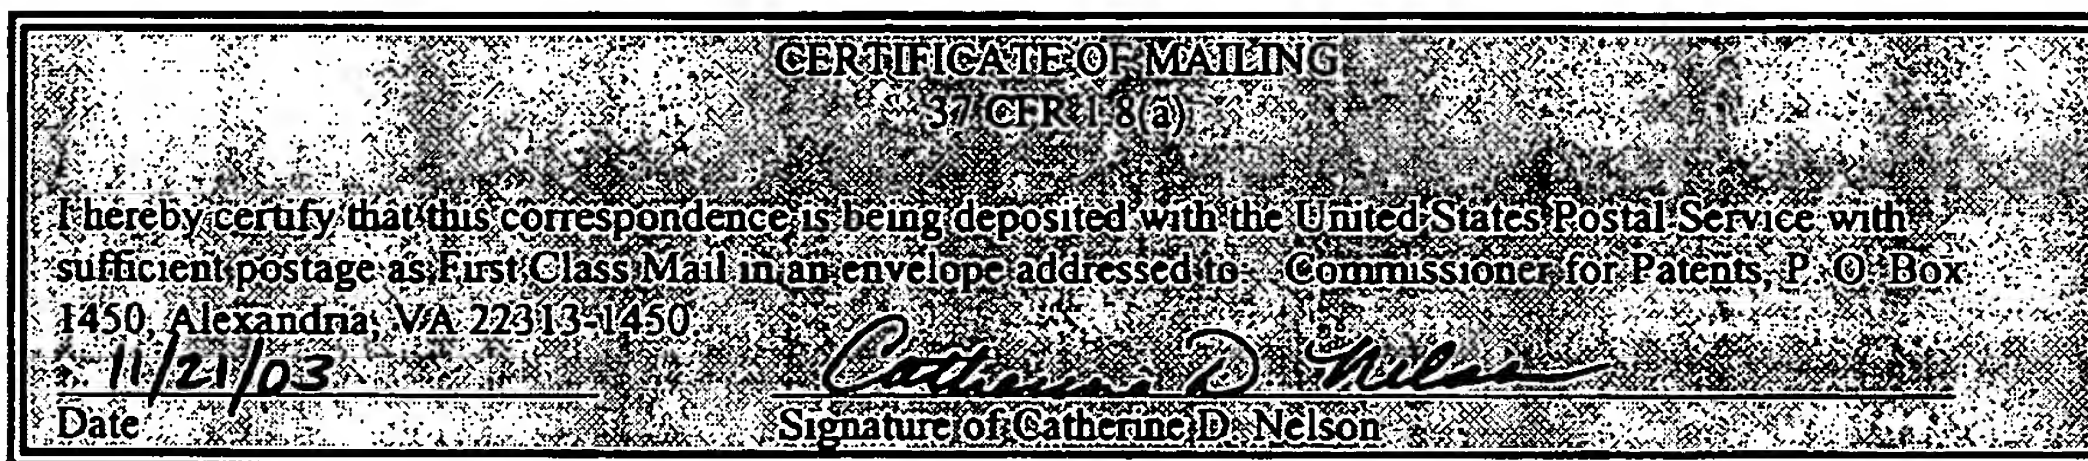 CERTIFICATE OF MAILING
37 CFR 1.8(a)
I hereby certify that this correspondence is being deposited with the United States Postal Service with
sufficient postage as First Class Mail in an envelope addressed to: Commissioner for Patents, P. O. Box
1450, Alexandria, VA 22313-1450.
11/21/03 Catherine D. Nelson
Date Signature of Catherine D. Nelson